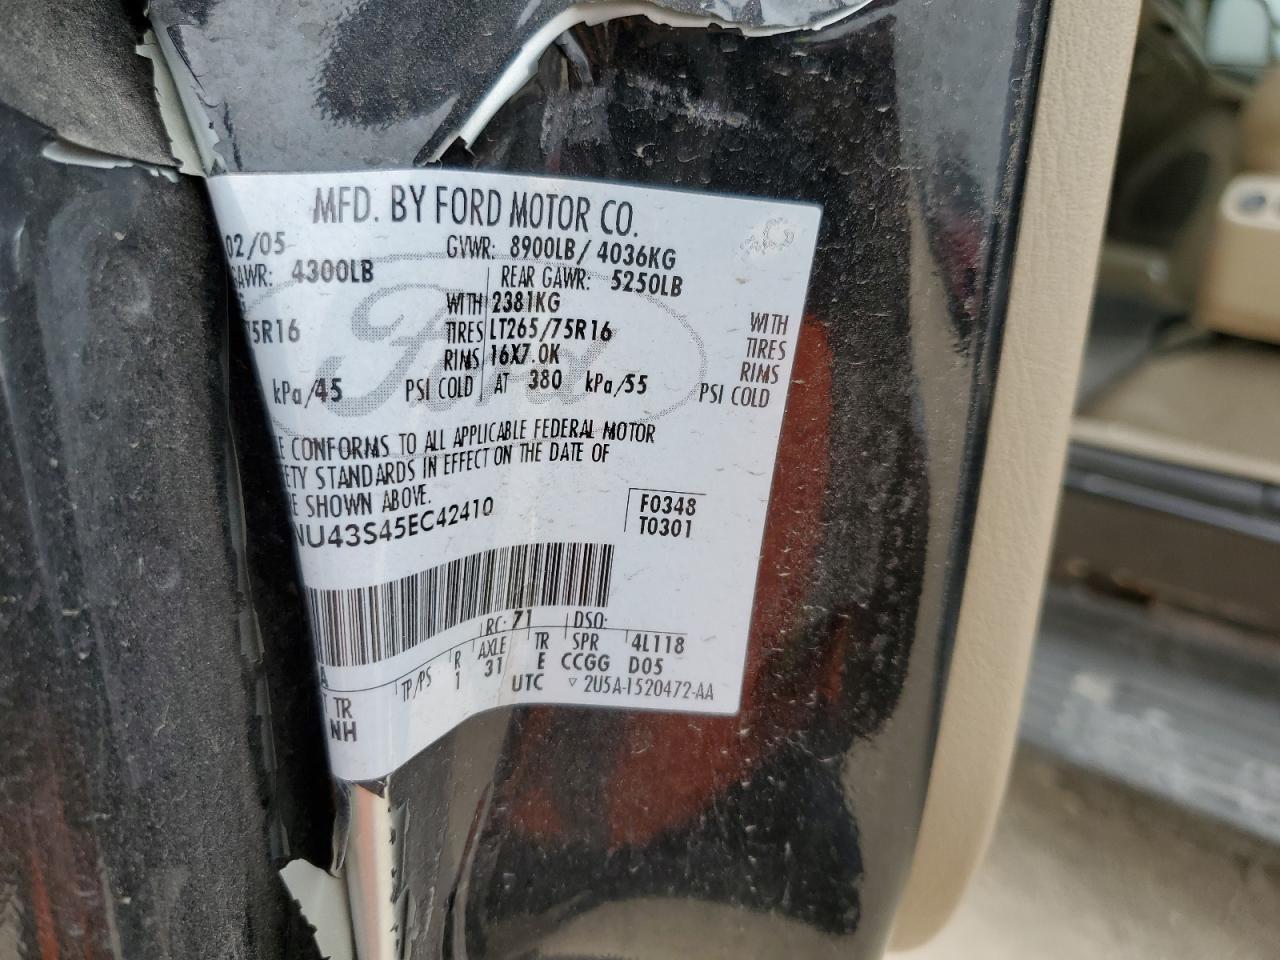 MFD. BY FORD MOTOR CO.
02/05 GVWR: 8900LB/ 4036KG
GAWR: 4300LB REAR GAWR: 5250LB
WITH 2381KG WITH
75R16 TIRES LT265/75R16 TIRES
RIMS 16X7.0K RIMS
kPa/45 PSI COLD AT 380 kPa/55 PSI COLD
E CONFORMS TO ALL APPLICABLE FEDERAL MOTOR
ETY STANDARDS IN EFFECT ON THE DATE OF
E SHOWN ABOVE.
NU43S45EC42410
F0348
T0301
RC: 71 DSO:
TP/PS R AXLE TR SPR 4L118
1 31 E CCGG D05
TR UTC ▽ 2U5A-1520472-AA
NH
Ford